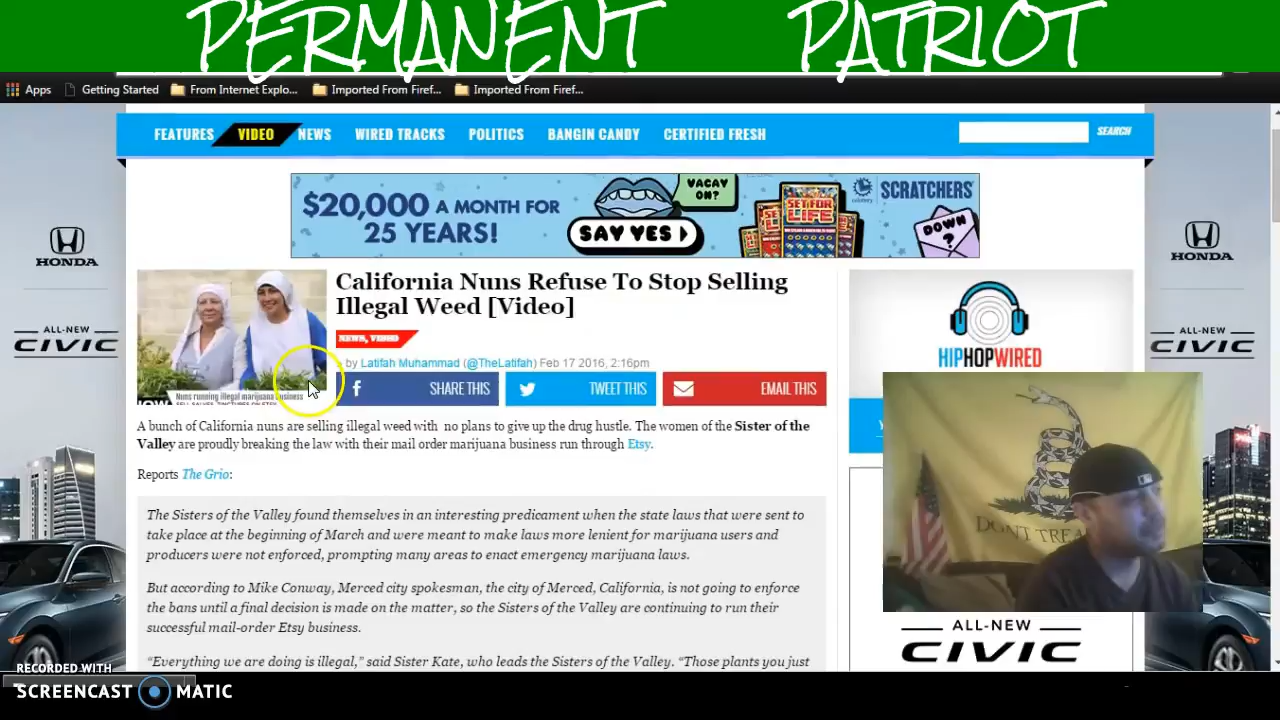 PERMANENT PATRIOT
Apps Getting Started From Internet Explo... Imported From Firef... Imported From Firef...
FEATURES VIDEO NEWS WIRED TRACKS POLITICS BANGIN CANDY CERTIFIED FRESH SEARCH
$20,000 A MONTH FOR
25 YEARS!
VACAY
ON?
SAY YES
SET FOR
LIFE
SCRATCHERS
DOWN
?
HONDA
ALL-NEW
CIVIC
HONDA
ALL-NEW
CIVIC
California Nuns Refuse To Stop Selling
Illegal Weed [Video]
NEWS, VIDEO
by Latifah Muhammad (@TheLatifah) Feb 17 2016, 2:16pm
SHARE THIS TWEET THIS EMAIL THIS
Nuns running illegal marijuana business
HIPHOPWIRED
A bunch of California nuns are selling illegal weed with no plans to give up the drug hustle. The women of the Sister of the
Valley are proudly breaking the law with their mail order marijuana business run through Etsy.
Reports The Grio:
The Sisters of the Valley found themselves in an interesting predicament when the state laws that were sent to
take place at the beginning of March and were meant to make laws more lenient for marijuana users and
producers were not enforced, prompting many areas to enact emergency marijuana laws.
But according to Mike Conway, Merced city spokesman, the city of Merced, California, is not going to enforce
the bans until a final decision is made on the matter, so the Sisters of the Valley are continuing to run their
successful mail-order Etsy business.
"Everything we are doing is illegal," said Sister Kate, who leads the Sisters of the Valley. "Those plants you just
DONT TREA
ALL-NEW
CIVIC
RECORDED WITH
SCREENCAST MATIC